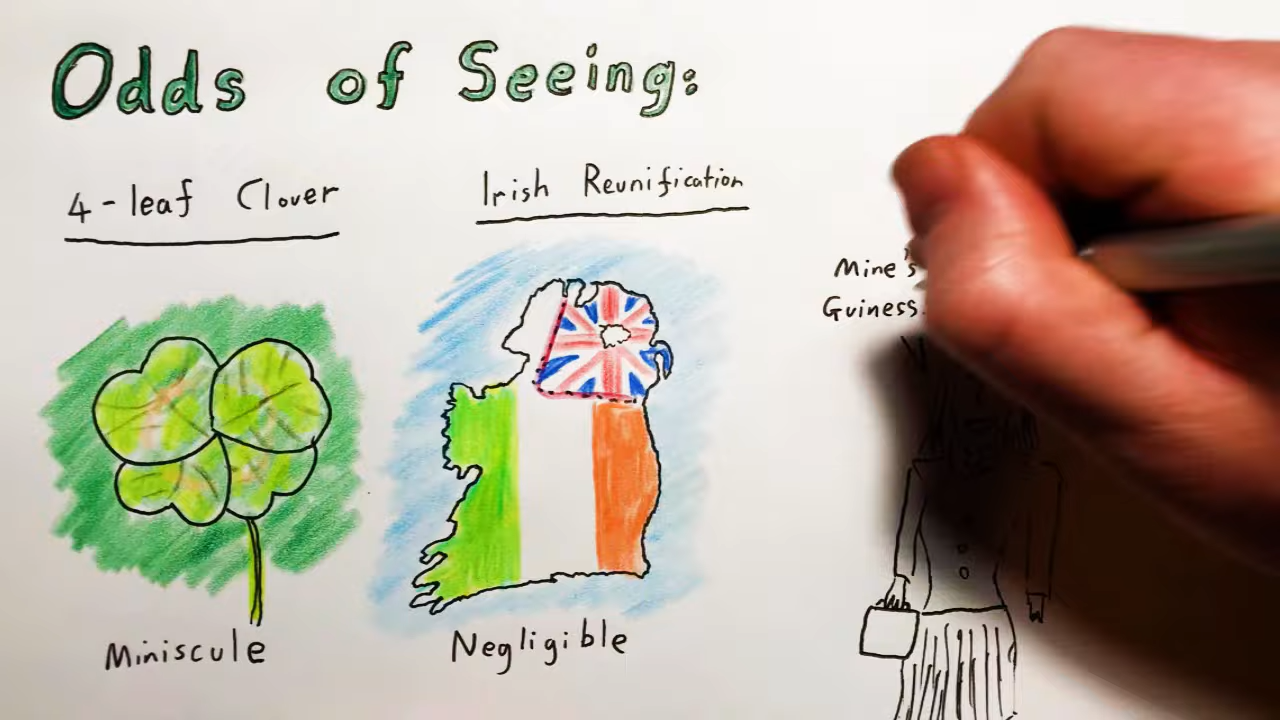 Odds of Seeing:
4-leaf Clover
Irish Reunification
Mine's
Guiness.
Miniscule
Negligible